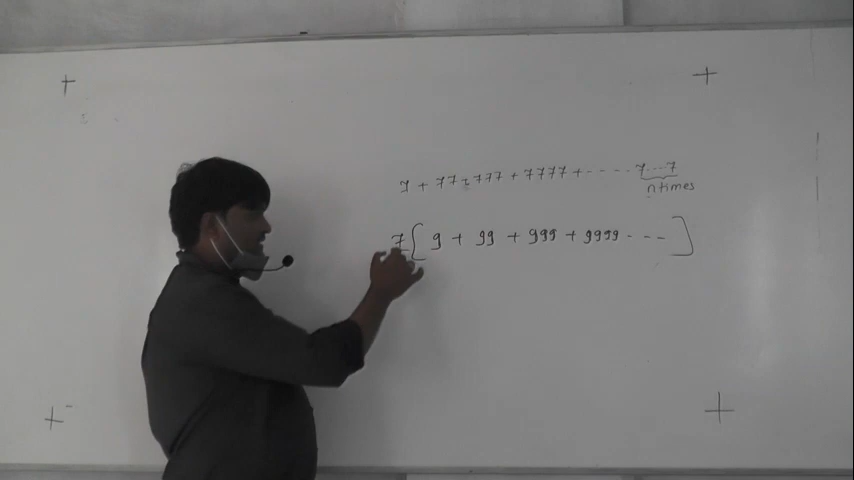 7 + 77 + 777 + 7777 + ----- 7---7
n times
7 [ 9 + 99 + 999 + 9999 --- ]